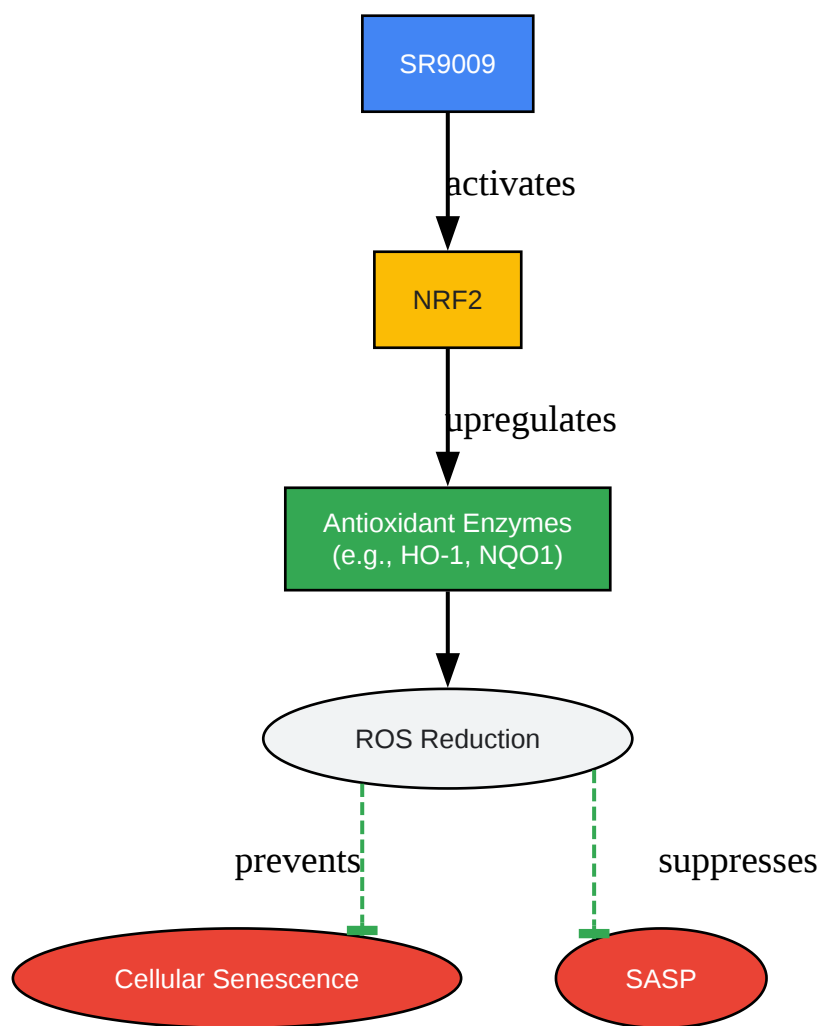 SR9009
activates
NRF2
upregulates
Antioxidant Enzymes
(e.g., HO-1, NQO1)
ROS Reduction
prevents
suppresses
Cellular Senescence
SASP